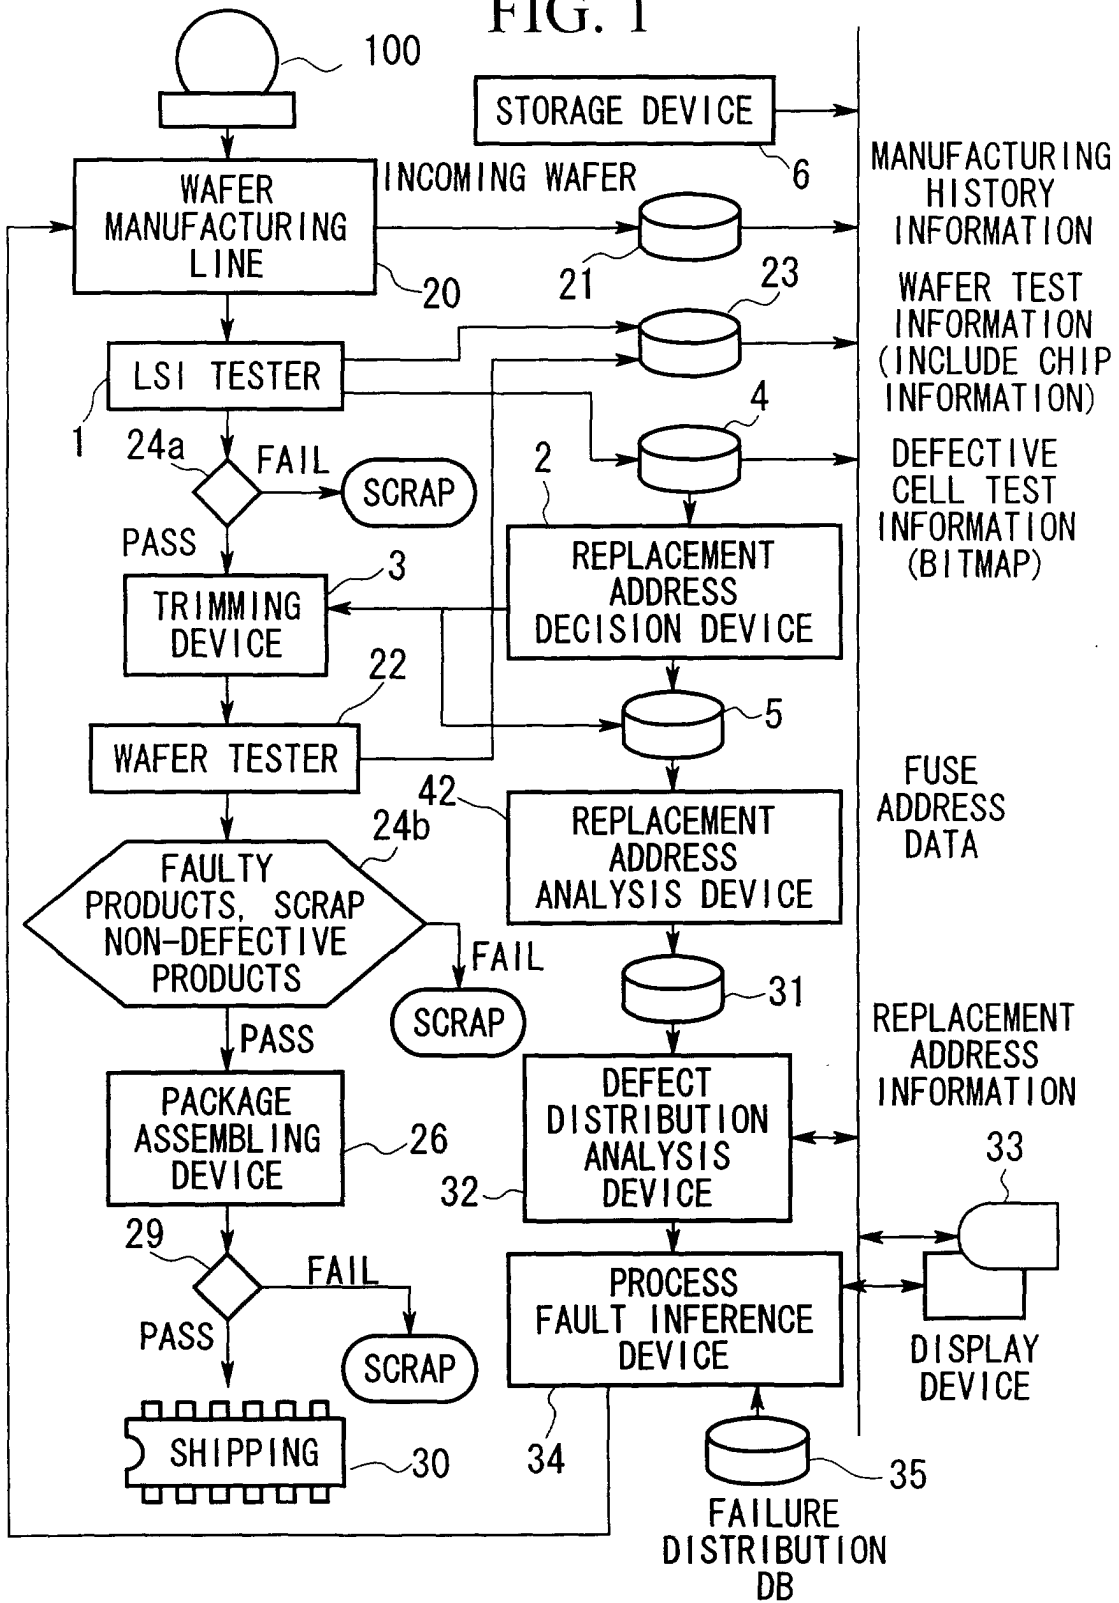 FIG. 1
100
STORAGE DEVICE
6
MANUFACTURING
HISTORY
INFORMATION
WAFER
MANUFACTURING
LINE
20
INCOMING WAFER
21
23
WAFER TEST
INFORMATION
(INCLUDE CHIP
INFORMATION)
LSI TESTER
1
24a
FAIL
SCRAP
PASS
4
2
DEFECTIVE
CELL TEST
INFORMATION
(BITMAP)
REPLACEMENT
ADDRESS
DECISION DEVICE
3
TRIMMING
DEVICE
22
5
WAFER TESTER
FUSE
ADDRESS
DATA
42
REPLACEMENT
ADDRESS
ANALYSIS DEVICE
24b
FAULTY
PRODUCTS, SCRAP
NON-DEFECTIVE
PRODUCTS
FAIL
SCRAP
PASS
31
REPLACEMENT
ADDRESS
INFORMATION
DEFECT
DISTRIBUTION
ANALYSIS
DEVICE
32
PACKAGE
ASSEMBLING
DEVICE
26
33
29
FAIL
PASS
SCRAP
PROCESS
FAULT INFERENCE
DEVICE
34
DISPLAY
DEVICE
SHIPPING
30
35
FAILURE
DISTRIBUTION
DB